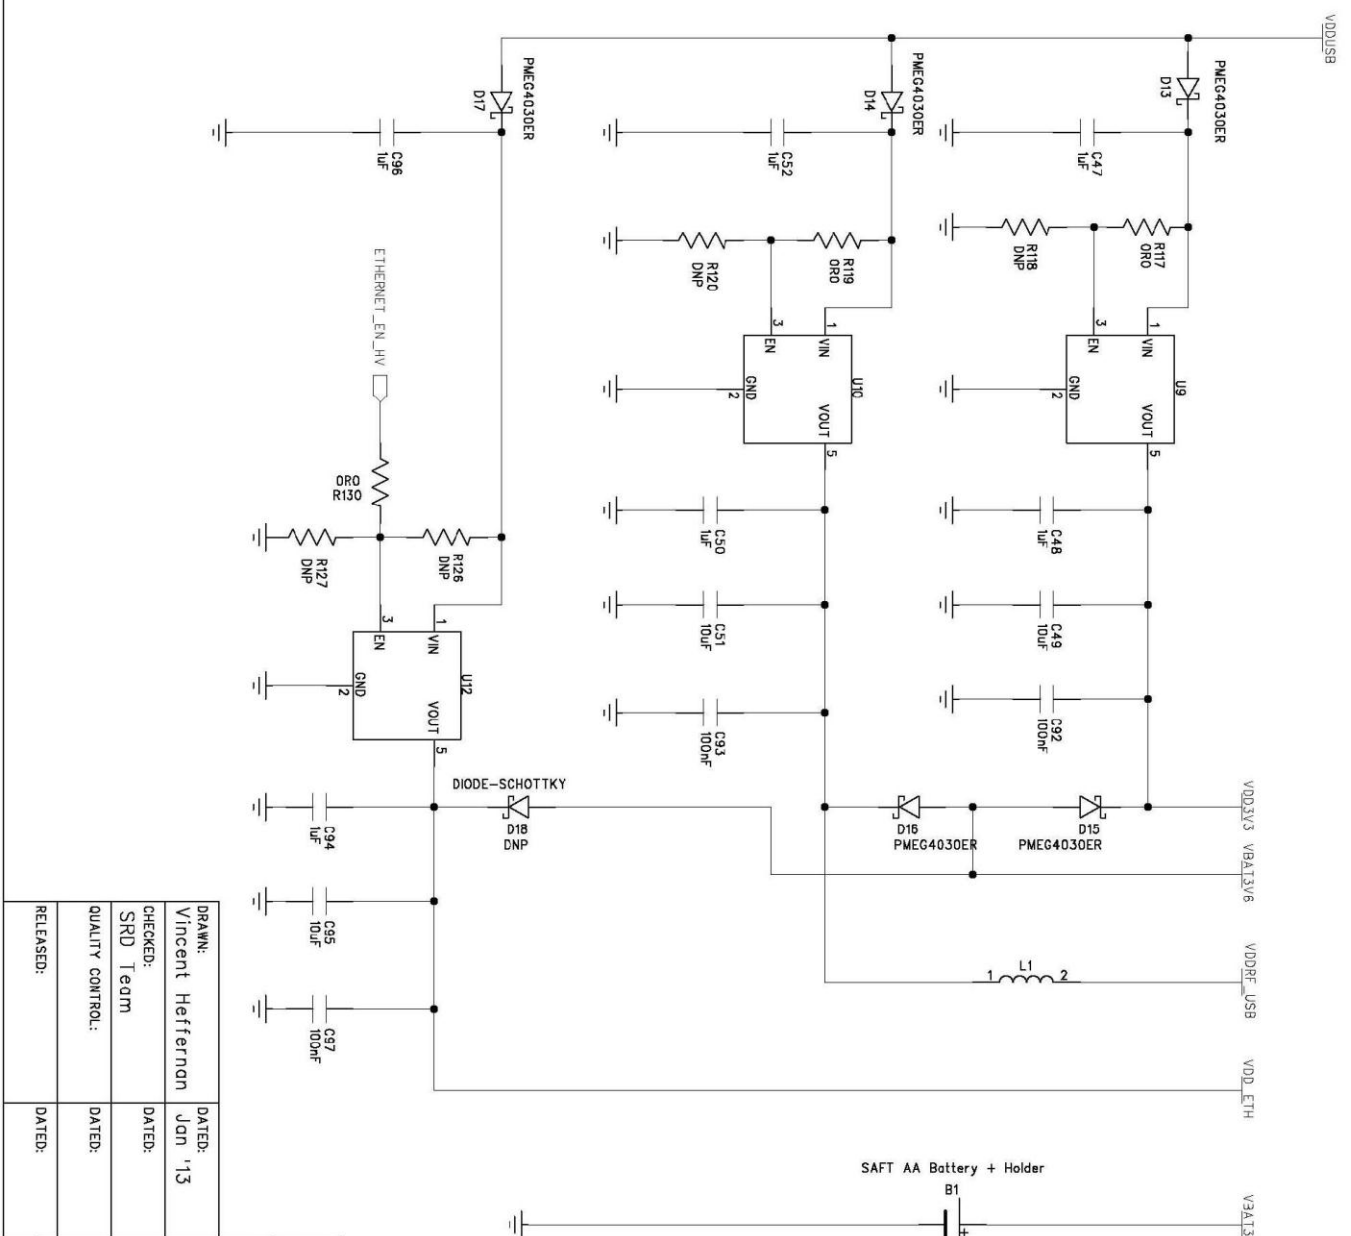 VDDUSB
PMEG4030ER
D13
PMEG4030ER
D14
PMEG4030ER
D17
C47
1uF
C52
1uF
C96
1uF
R117
0R0
R118
DNP
R119
0R0
R120
DNP
ETHERNET_EN_HV
1
VIN
3
EN
GND
2
VOUT
5
U9
1
VIN
3
EN
GND
2
VOUT
5
U10
0R0
R130
R126
DNP
R127
DNP
1
VIN
3
EN
GND
2
VOUT
5
U12
C48
1uF
C49
10uF
C92
100nF
C50
1uF
C51
10uF
C93
100nF
DIODE-SCHOTTKY
D18
DNP
D16
PMEG4030ER
D15
PMEG4030ER
VDD3V3
VBAT3V6
C94
1uF
C95
10uF
C97
100nF
1
L1
2
VDDRF_USB
VDD_ETH
SAFT AA Battery + Holder
B1
+
DRAWN:
Vincent Heffernan
DATED:
Jan '13
CHECKED:
SRD Team
DATED:
QUALITY CONTROL:
DATED:
RELEASED:
DATED: